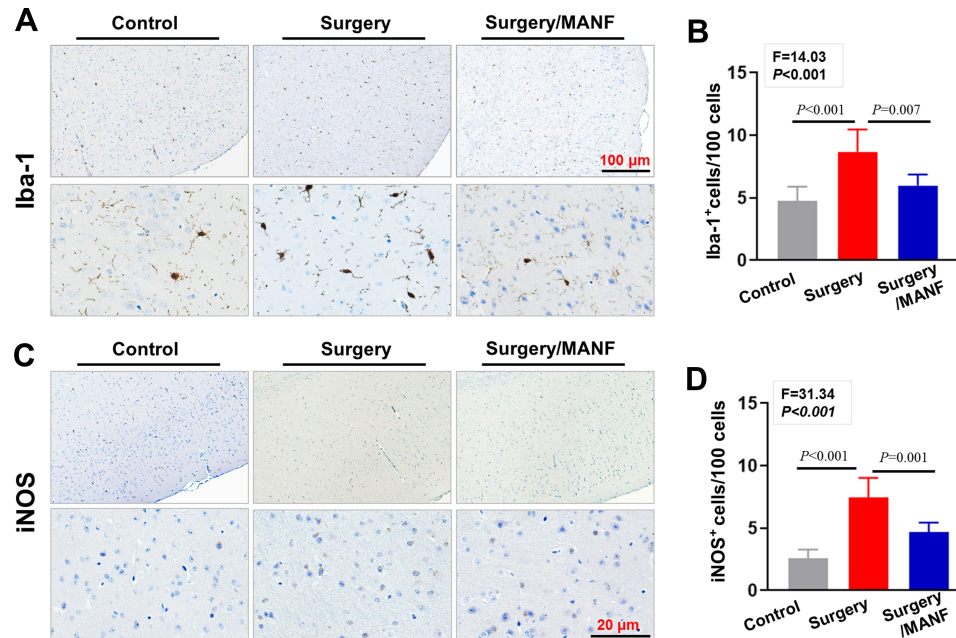 A
Control
Surgery
Surgery/MANF
Iba-1
100 µm
B
F=14.03
P<0.001
15
10
5
0
Iba-1+cells/100 cells
P<0.001
P=0.007
Control
Surgery
Surgery
/MANF
C
Control
Surgery
Surgery/MANF
iNOS
20 µm
D
F=31.34
P<0.001
15
10
5
0
iNOS+ cells/100 cells
P<0.001
P=0.001
Control
Surgery
Surgery
/MANF